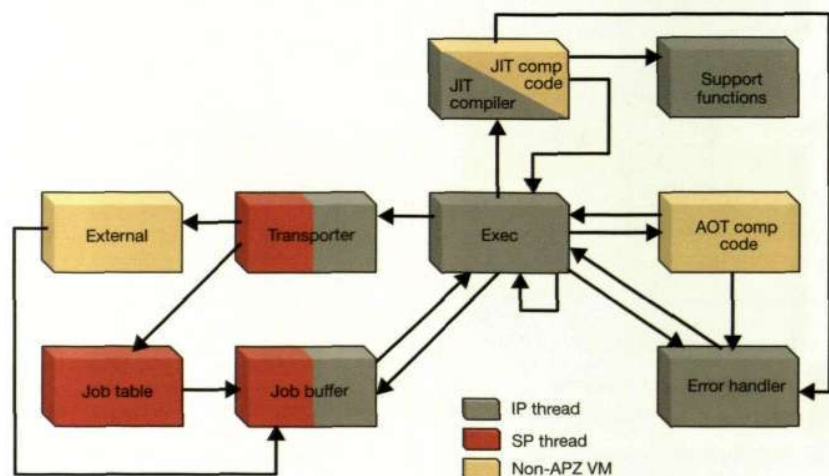 JIT comp
code
JIT
compiler
Support
functions
External
Transporter
Exec
AOT comp
code
Job table
Job buffer
Error handler
IP thread
SP thread
Non-APZ VM